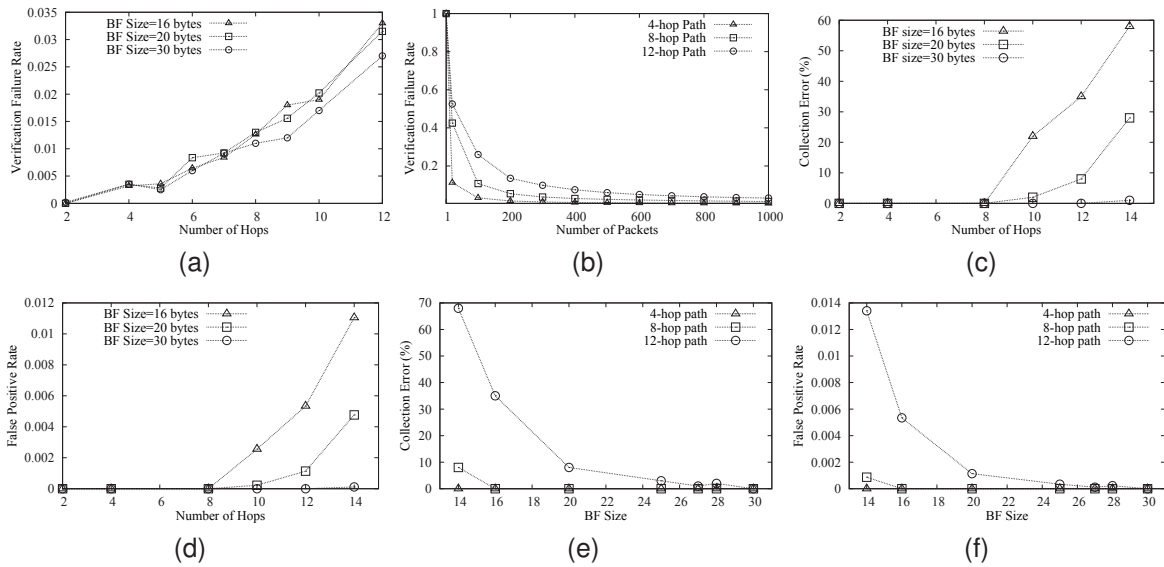 0.035
0.03
0.025
0.02
0.015
0.01
0.005
0
2 4 6 8 10 12
Verification Failure Rate
Number of Hops
BF Size=16 bytes
BF Size=20 bytes
BF Size=30 bytes
(a)
1
0.8
0.6
0.4
0.2
1 200 400 600 800 1000
Verification Failure Rate
Number of Packets
4-hop Path
8-hop Path
12-hop Path
(b)
60
50
40
30
20
10
0
2 4 6 8 10 12 14
Collection Error (%)
Number of Hops
BF size=16 bytes
BF size=20 bytes
BF size=30 bytes
(c)
0.012
0.01
0.008
0.006
0.004
0.002
0
2 4 6 8 10 12 14
False Positive Rate
Number of Hops
BF Size=16 bytes
BF Size=20 bytes
BF Size=30 bytes
(d)
70
60
50
40
30
20
10
0
14 16 18 20 22 24 26 28 30
Collection Error (%)
BF Size
4-hop path
8-hop path
12-hop path
(e)
0.014
0.012
0.01
0.008
0.006
0.004
0.002
0
14 16 18 20 22 24 26 28 30
False Positive Rate
BF Size
4-hop path
8-hop path
12-hop path
(f)